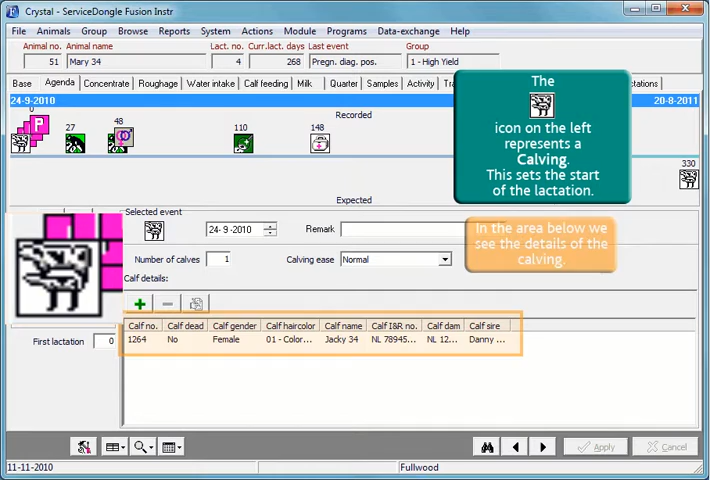 Crystal - ServiceDongle Fusion Instr
File Animals Group Browse Reports System Actions Module Programs Data-exchange Help
Animal no. Animal name Lact. no. Curr.lact. days Last event Group
51 Mary 34 4 268 Pregn. diag. pos. 1 - High Yield
Base Agenda Concentrate Roughage Water intake Calf feeding Milk Quarter Samples Activity
24-9-2010 20-8-2011
Recorded
0
27 48 110 148
330
Expected
The
icon on the left
represents a
Calving.
This sets the start
of the lactation.
Selected event
24- 9 -2010 Remark
In the area below we
see the details of the
calving.
Number of calves 1 Calving ease Normal
Calf details:
Calf no. Calf dead Calf gender Calf haircolor Calf name Calf I&R no. Calf dam Calf sire
1264 No Female 01 - Color... Jacky 34 NL 78945... NL 12... Danny ...
First lactation 0
Apply Cancel
11-11-2010 Fullwood